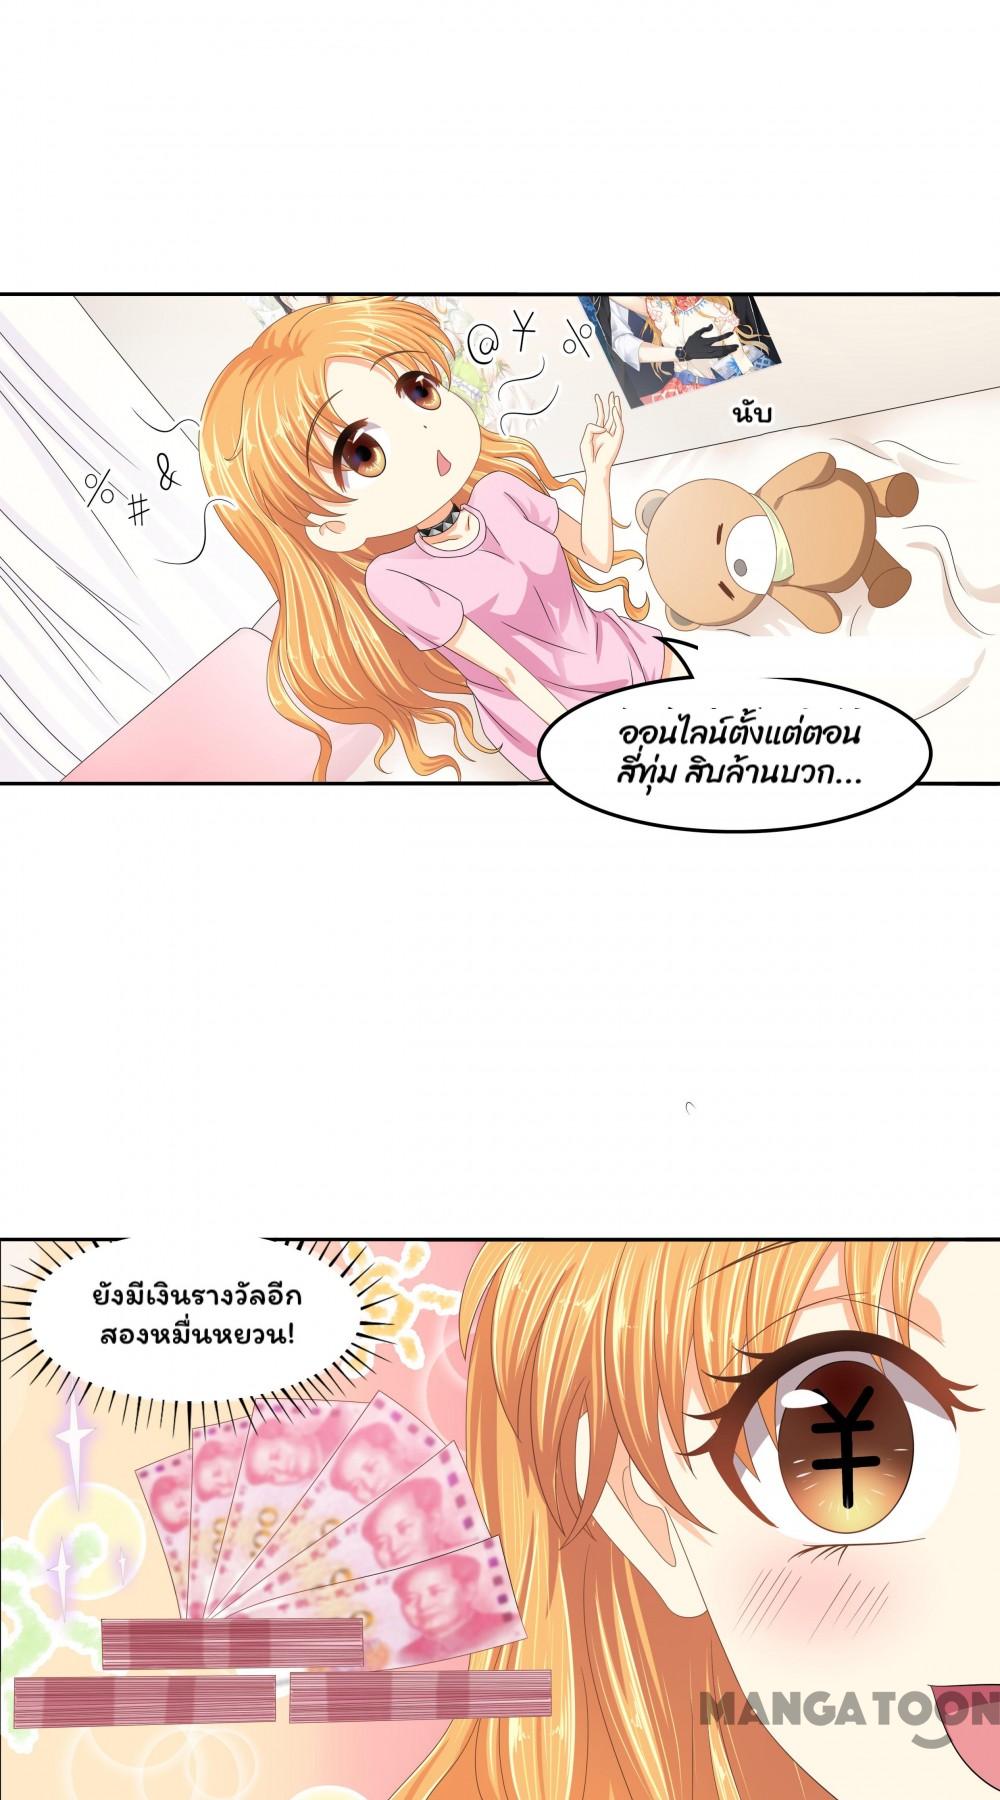 @ ¥ %
นับ
% # &
ออนไลน์ตั้งแต่ตอน
สี่ทุ่ม สิบล้านบวก...
ยังมีเงินรางวัลอีก
สองหมื่นหยวน!
¥
MANGATOON